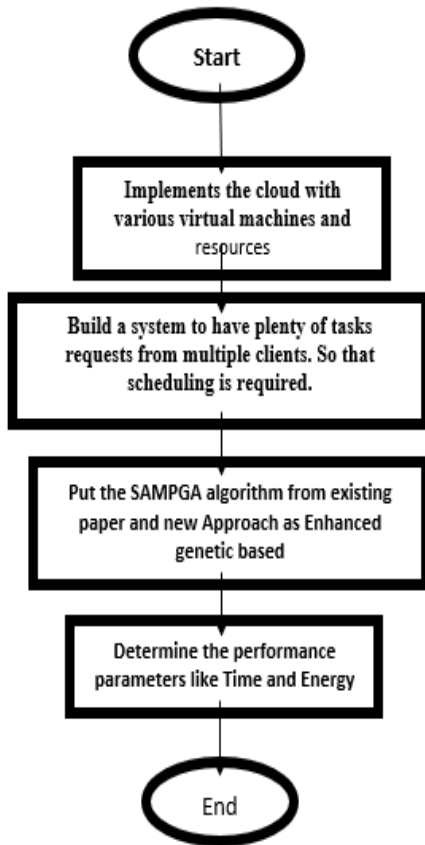 Start
Implements the cloud with
various virtual machines and
resources
Build a system to have plenty of tasks
requests from multiple clients. So that
scheduling is required.
Put the SAMPGA algorithm from existing
paper and new Approach as Enhanced
genetic based
Determine the performance
parameters like Time and Energy
End